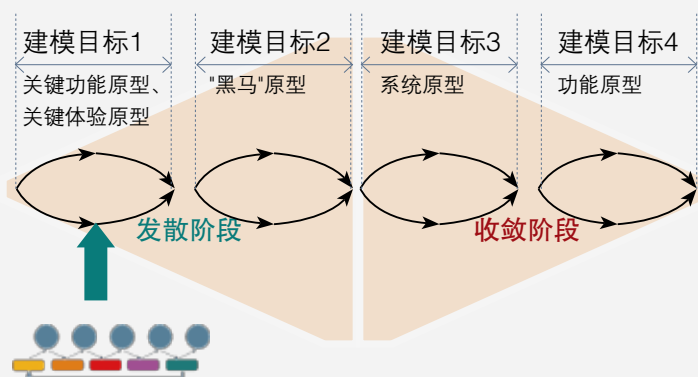 建模目标1
建模目标2
建模目标3
建模目标4
关键功能原型、
关键体验原型
"黑马"原型
系统原型
功能原型
发散阶段
收敛阶段